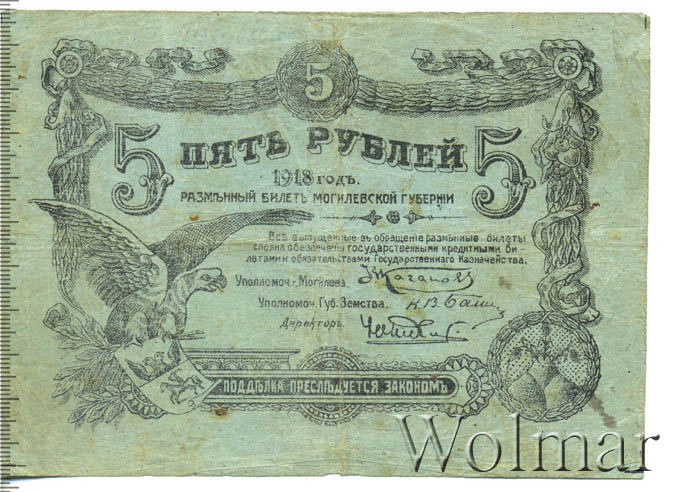 5
5 ПЯТЬ РУБЛЕЙ 5
1918 годъ.
РАЗМѢННЫЙ БИЛЕТЪ МОГИЛЕВСКОЙ ГУБЕРНІИ
Всѣ выпущенные въ обращеніе размѣнные билеты
сполна обезпечены государственными кредитными би-
летами и обязательствами Государственнаго Казначейства.
Уполномоч. г. Могилева
Уполномоч. Губ. Земства.
Директоръ.
ПОДДѢЛКА ПРЕСЛѢДУЕТСЯ ЗАКОНОМЪ
Wolmar